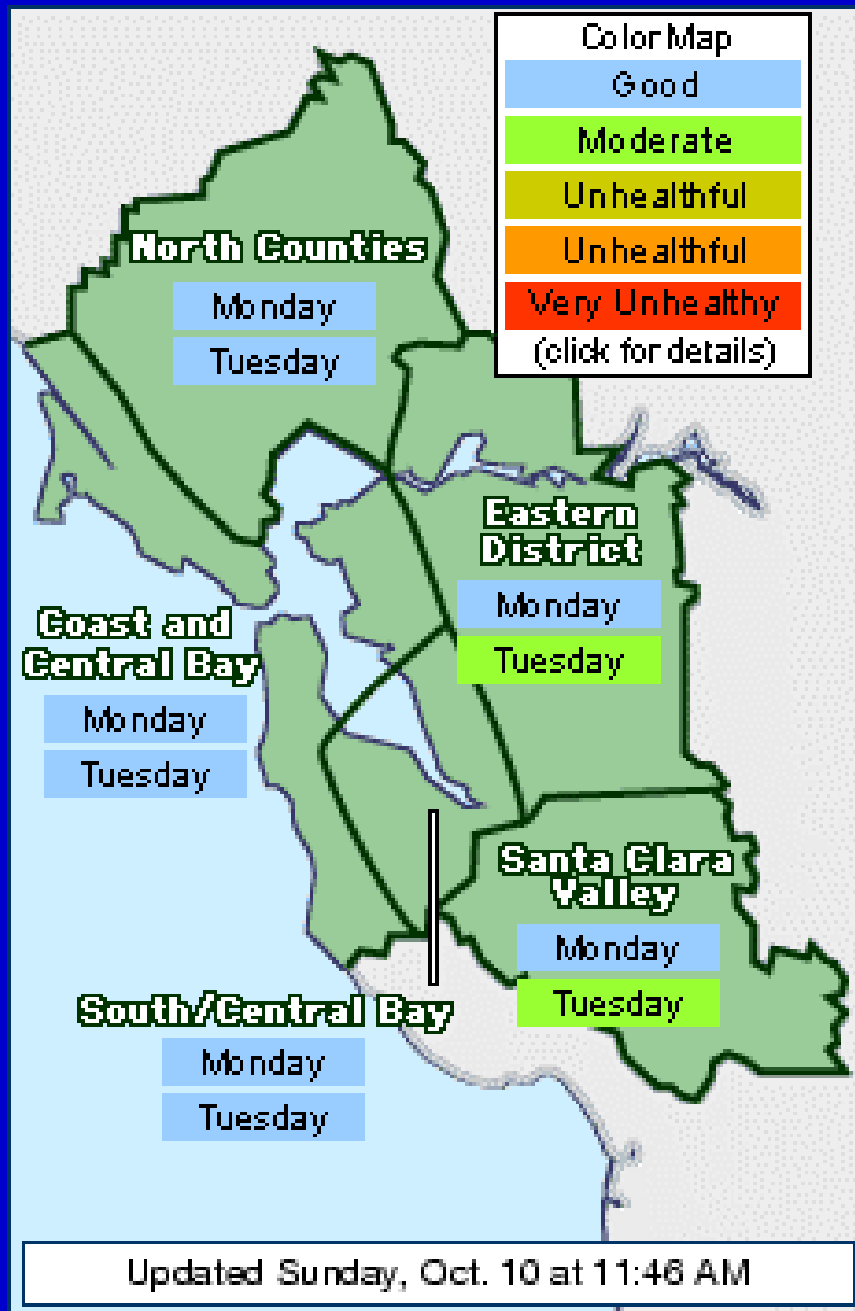 Color Map
Good
Moderate
Unhealthful
Unhealthful
Very Unhealthy
(click for details)
North Counties
Monday
Tuesday
Eastern
District
Monday
Tuesday
Coast and
Central Bay
Monday
Tuesday
Santa Clara
Valley
Monday
Tuesday
South/Central Bay
Monday
Tuesday
Updated Sunday, Oct. 10 at 11:46 AM